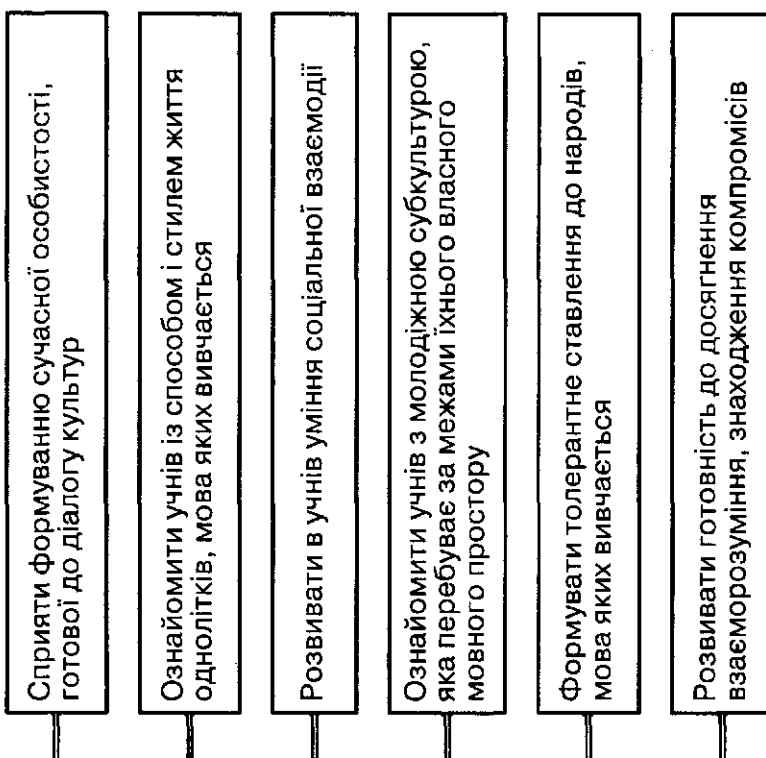 Сприяти формуванню сучасної особистості,
готової до діалогу культур
Ознайомити учнів із способом і стилем життя
однолітків, мова яких вивчається
Розвивати в учнів уміння соціальної взаємодії
Ознайомити учнів з молодіжною субкультурою,
яка перебуває за межами їхнього власного
мовного простору
Формувати толерантне ставлення до народів,
мова яких вивчається
Розвивати готовність до досягнення
взаєморозуміння, знаходження компромісів